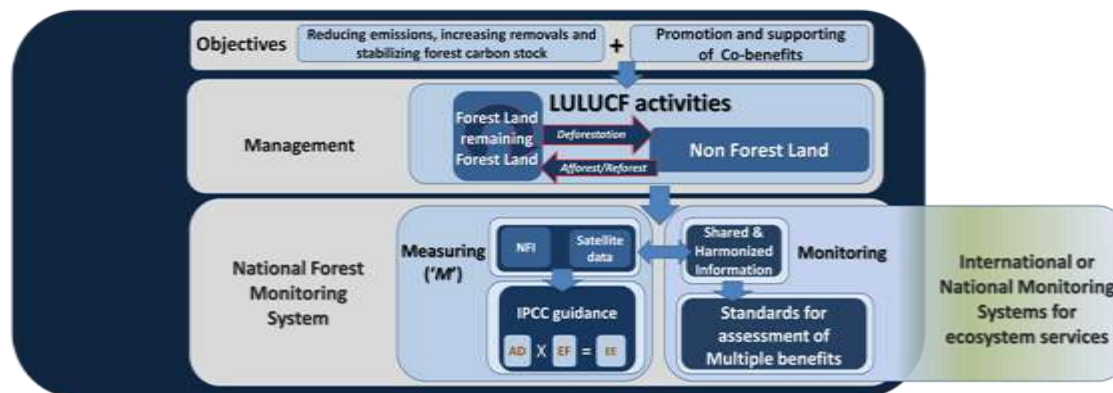 Objectives
Reducing emissions, increasing removals and
stabilizing forest carbon stock
+
Promotion and supporting
of Co-benefits
Management
LULUCF activities
Forest Land
remaining
Forest Land
Deforestation
Afforest/Reforest
Non Forest Land
National Forest
Monitoring
System
Measuring
('M')
NFI
Satellite
data
IPCC guidance
AD X EF = EE
Shared &
Harmonized
Information
Monitoring
Standards for
assessment of
Multiple benefits
International or
National Monitoring
Systems for
ecosystem services